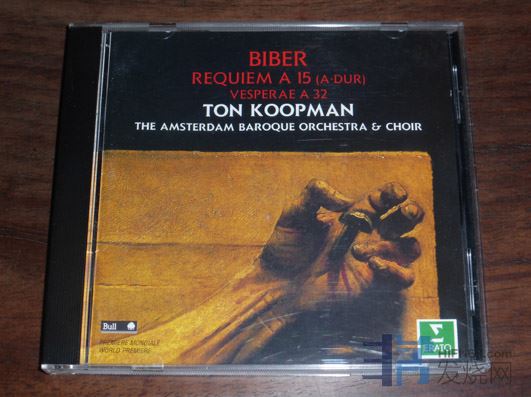 BIBER
REQUIEM A 15 (A-DUR)
VESPERAE A 32
TON KOOPMAN
THE AMSTERDAM BAROQUE ORCHESTRA & CHOIR
Bull
PREMIERE MONDIALE
WORLD PREMIERE
ERATO
发烧网